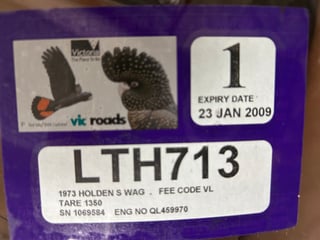 Victoria
The Place To Be
vic roads
1
EXPIRY DATE
23 JAN 2009
LTH713
1973 HOLDEN S WAG . FEE CODE VL
TARE 1350
SN 1069584 ENG NO QL459970